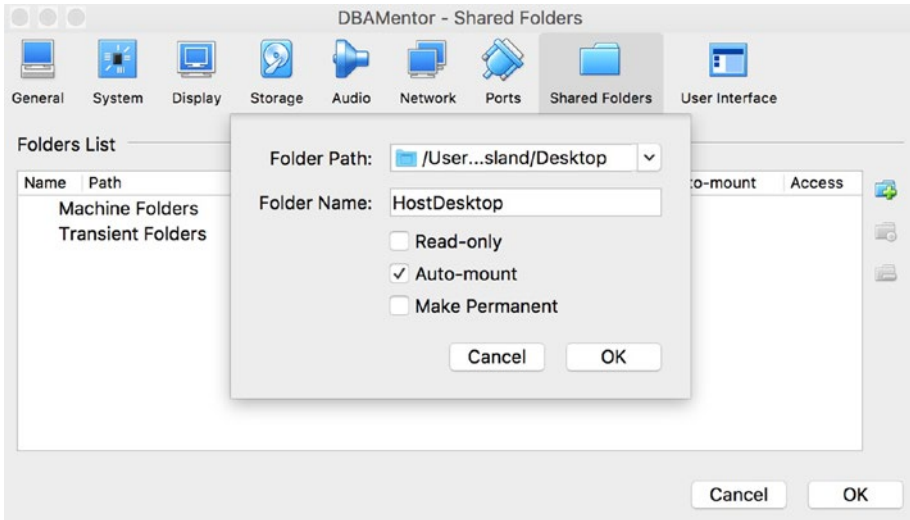 DBAMentor - Shared Folders
General System Display Storage Audio Network Ports Shared Folders User Interface
Folders List
Folder Path: /User...sland/Desktop
Name Path to-mount Access
Folder Name: HostDesktop
Machine Folders
Transient Folders
Read-only
Auto-mount
Make Permanent
Cancel OK
Cancel OK